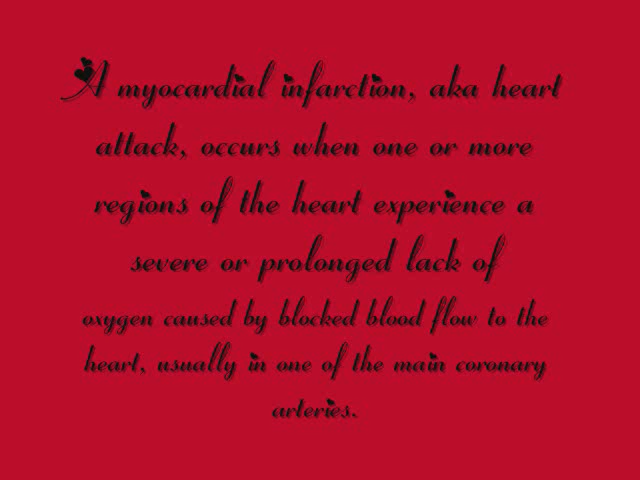 A myocardial infarction, aka heart
attack, occurs when one or more
regions of the heart experience a
severe or prolonged lack of
oxygen caused by blocked blood flow to the
heart, usually in one of the main coronary
arteries.